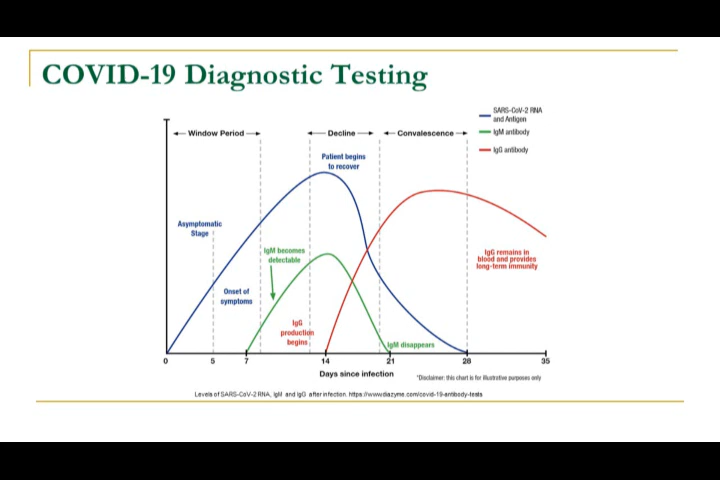 COVID-19 Diagnostic Testing
SARS-CoV-2 RNA
and Antigen
IgM antibody
IgG antibody
Window Period
Decline
Convalescence
Patient begins
to recover
Asymptomatic
Stage
IgM becomes
detectable
Onset of
symptoms
IgG
production
begins
IgG remains in
blood and provides
long-term immunity
IgM disappears
0 5 7 14 21 28 35
Days since infection
*Disclaimer: this chart is for illustrative purposes only
Levels of SARS-CoV-2 RNA, IgM and IgG after infection. https://www.diazyme.com/covid-19-antibody-tests